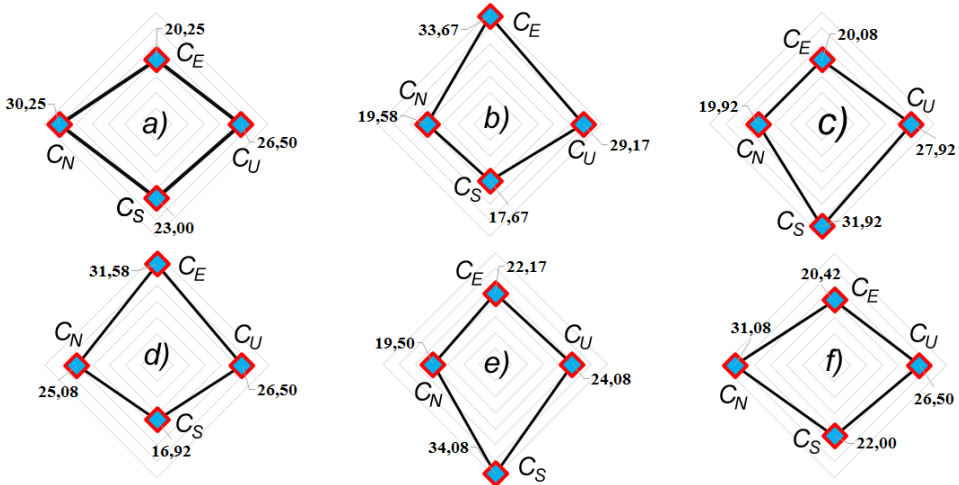 20,25
C_E
30,25
a)
26,50
C_N
C_U
C_S
23,00
33,67
C_E
C_N
19,58
b)
29,17
C_U
C_S
17,67
20,08
C_E
C_U
19,92
c)
27,92
C_N
C_S
31,92
31,58
C_E
C_N
C_U
d)
25,08
26,50
C_S
16,92
22,17
C_E
C_U
19,50
e)
24,08
C_N
34,08
C_S
20,42
C_E
31,08
C_U
f)
C_N
26,50
C_S
22,00